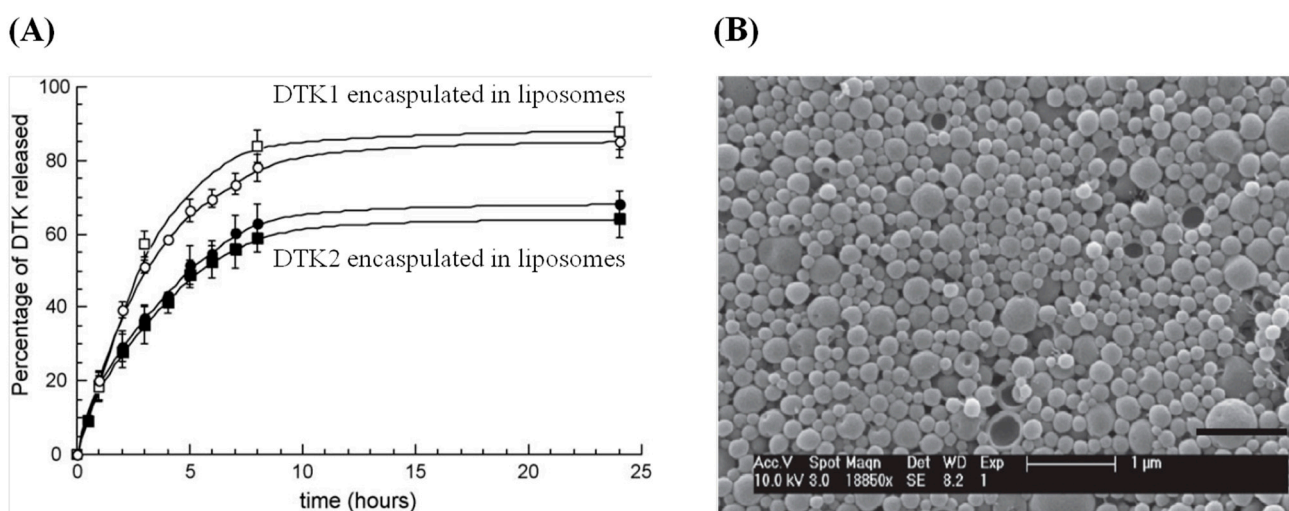 (A)
(B)
100
80
60
40
20
0
Percentage of DTK released
DTK1 encaspulated in liposomes
DTK2 encaspulated in liposomes
0 5 10 15 20 25
time (hours)
Acc.V Spot Magn Det WD Exp
10.0 kV 3.0 18850x SE 8.2 1
1 μm